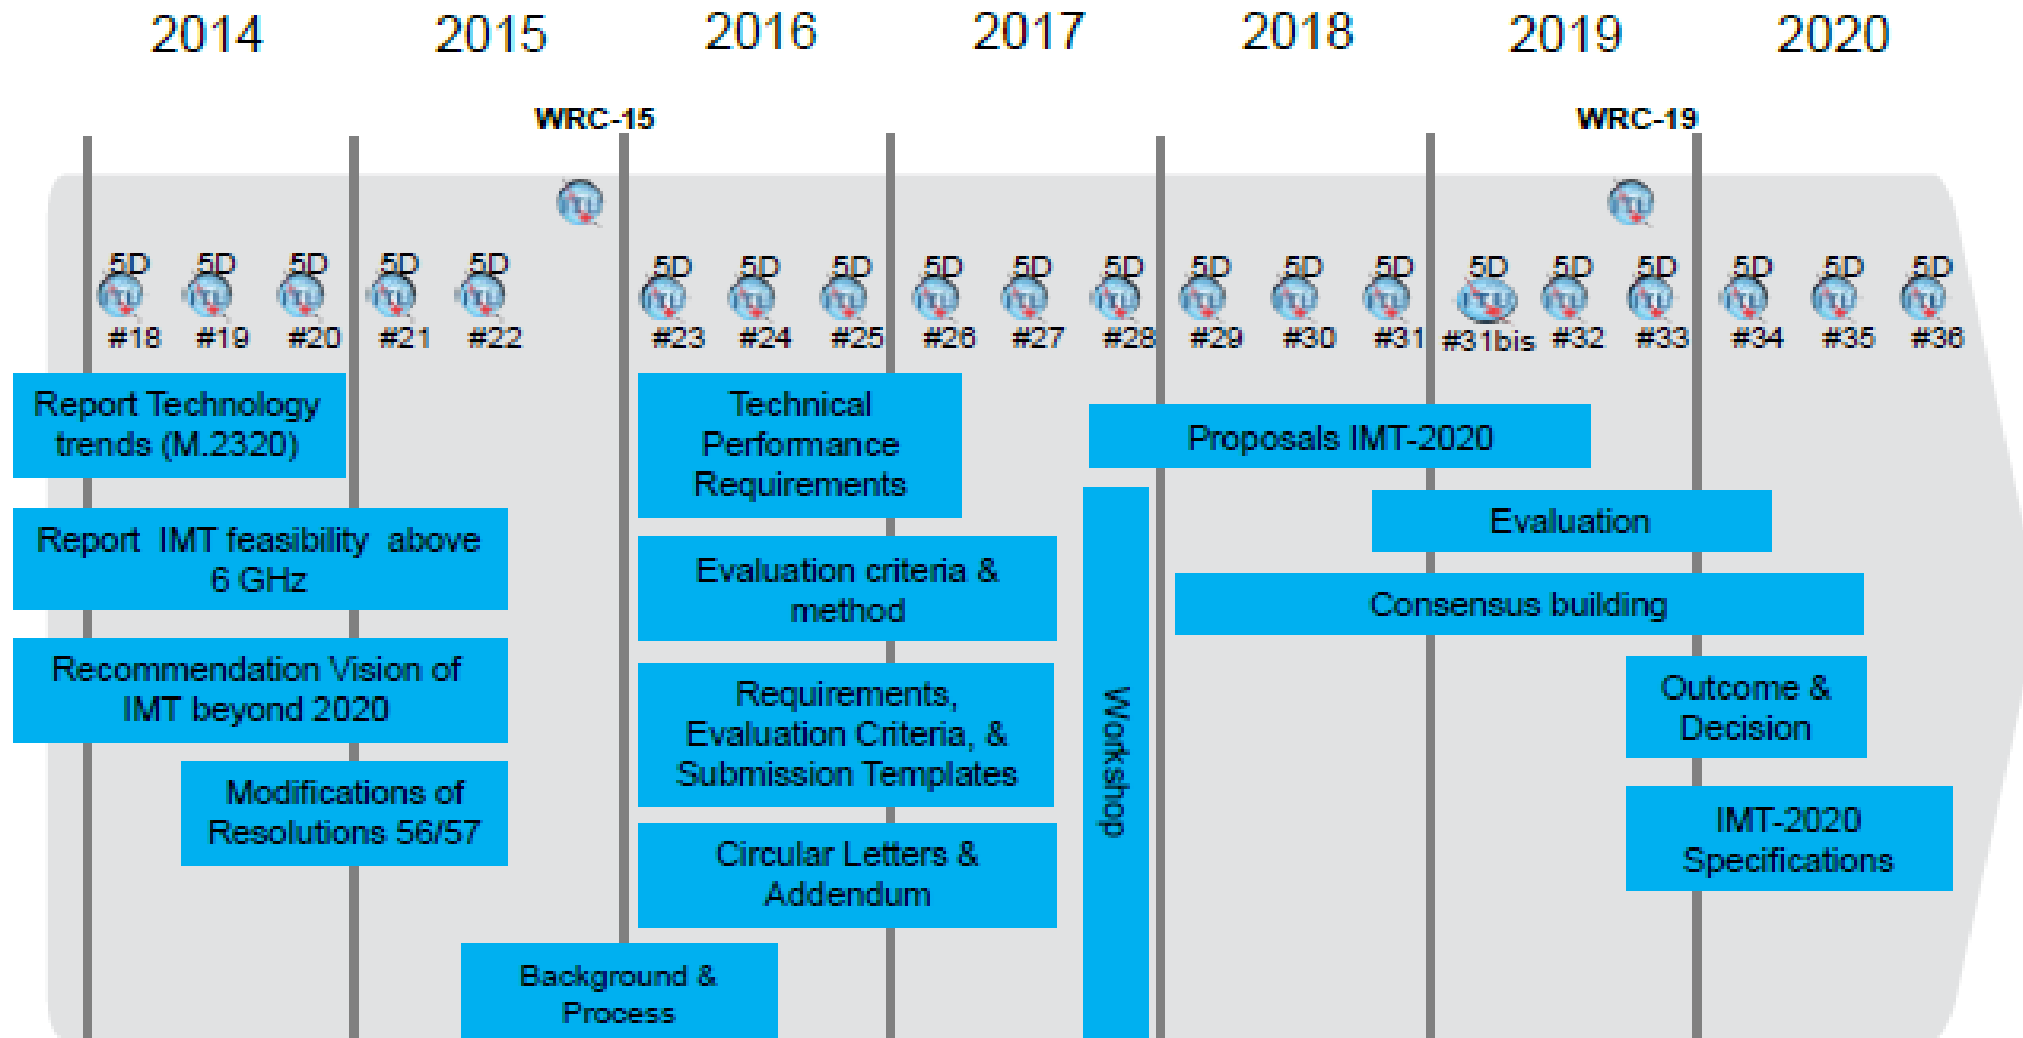 2014 2015 2016 2017 2018 2019 2020
WRC-15 WRC-19
5D 5D 5D 5D 5D 5D 5D 5D 5D 5D 5D 5D 5D 5D 5D 5D 5D 5D 5D 5D
#18 #19 #20 #21 #22 #23 #24 #25 #26 #27 #28 #29 #30 #31 #31bis #32 #33 #34 #35 #36
Report Technology
trends (M.2320)
Report IMT feasibility above
6 GHz
Recommendation Vision of
IMT beyond 2020
Modifications of
Resolutions 56/57
Background &
Process
Technical
Performance
Requirements
Evaluation criteria &
method
Requirements,
Evaluation Criteria, &
Submission Templates
Circular Letters &
Addendum
Workshop
Proposals IMT-2020
Evaluation
Consensus building
Outcome &
Decision
IMT-2020
Specifications